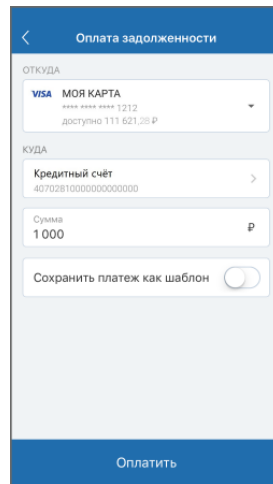 Оплата задолженности
ОТКУДА
VISA МОЯ КАРТА
**** **** **** 1212
доступно 111 621,28 ₽
КУДА
Кредитный счёт
40702810000000000000
Сумма
1 000 ₽
Сохранить платеж как шаблон
Оплатить